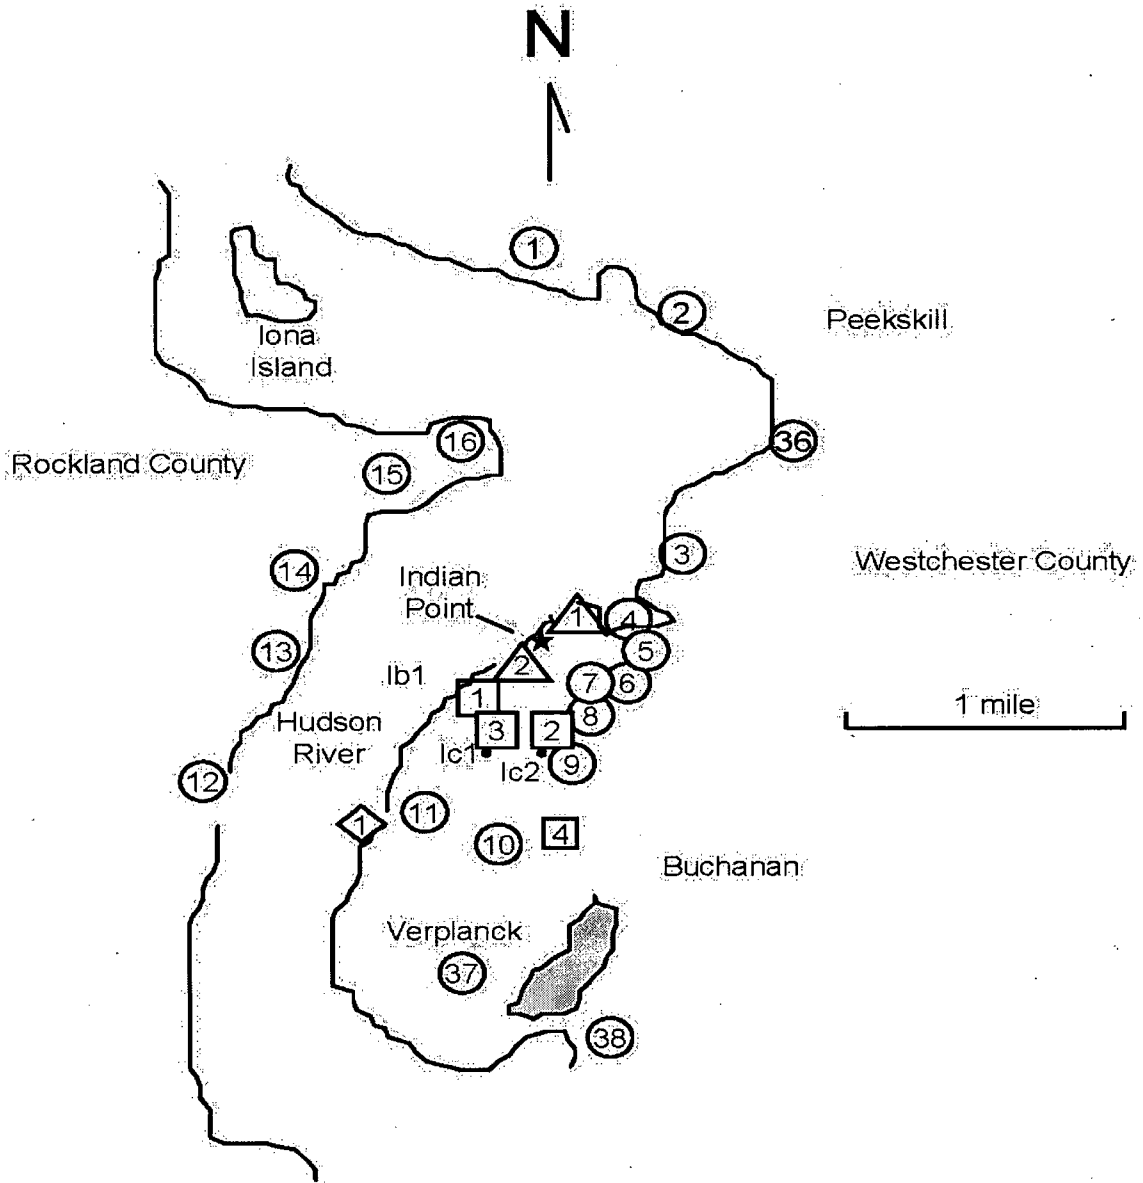 N
1
2
Peekskill
Iona
Island
16
36
Rockland County
15
3
Westchester County
14
Indian
Point
1
4
13
5
2
Ib1
7
6
1
1 mile
8
Hudson
River
3
2
Ic1
Ic2
9
12
11
1
10
4
Buchanan
Verplanck
37
38